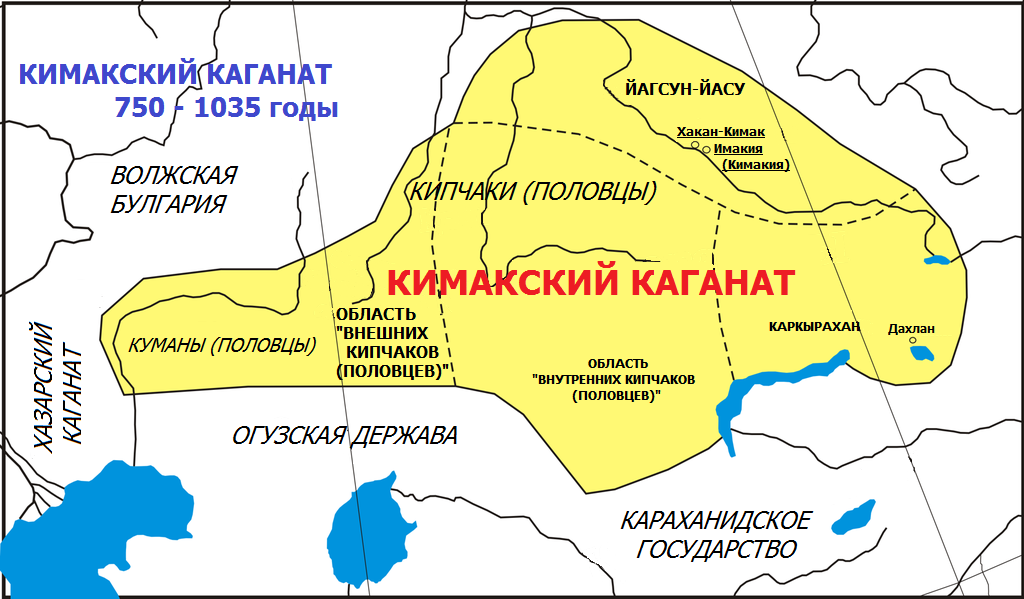 КИМАКСКИЙ КАГАНАТ
750 - 1035 годы
ЙАГСУН-ЙАСУ
Хакан-Кимак
Имакия
(Кимакия)
ВОЛЖСКАЯ
БУЛГАРИЯ
КИПЧАКИ (ПОЛОВЦЫ)
КИМАКСКИЙ КАГАНАТ
ОБЛАСТЬ
"ВНЕШНИХ
КИПЧАКОВ
(ПОЛОВЦЕВ)"
КУМАНЫ (ПОЛОВЦЫ)
КАРКЫРАХАН
Дахлан
ХАЗАРСКИЙ
КАГАНАТ
ОБЛАСТЬ
"ВНУТРЕННИХ КИПЧАКОВ
(ПОЛОВЦЕВ)"
ОГУЗСКАЯ ДЕРЖАВА
КАРАХАНИДСКОЕ
ГОСУДАРСТВО